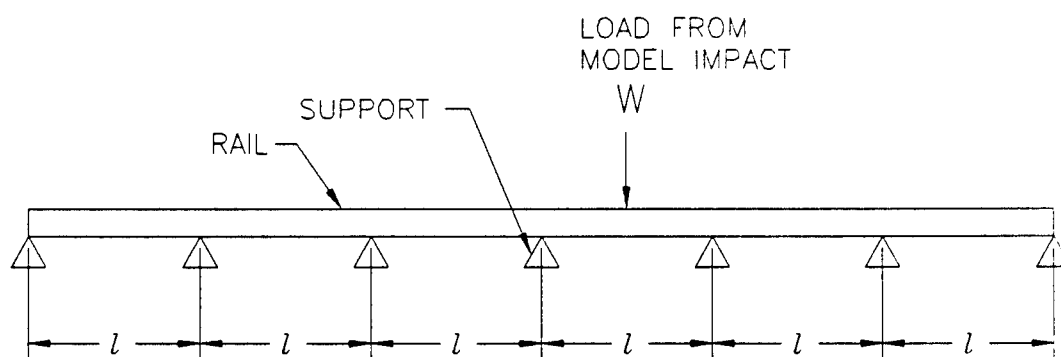 LOAD FROM
MODEL IMPACT
W
SUPPORT
RAIL
l l l l l l